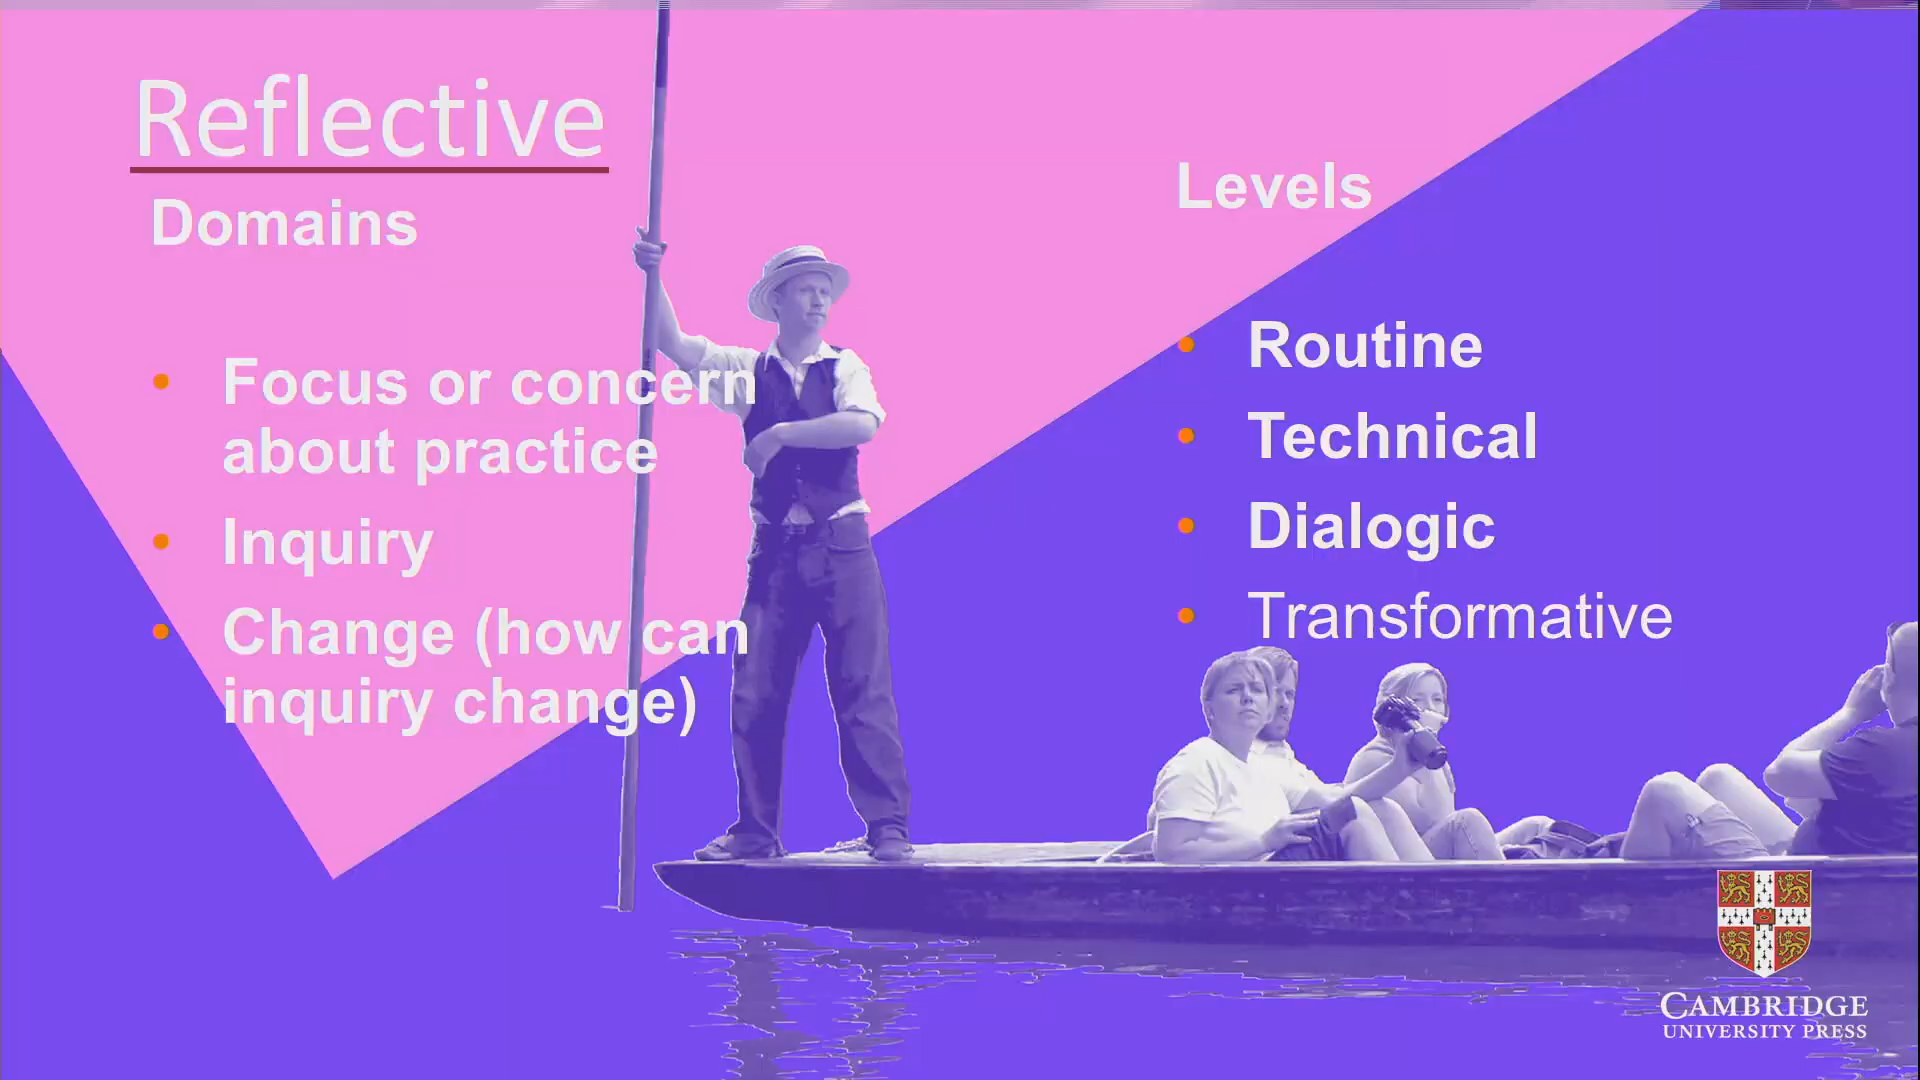 Reflective
Domains
Focus or concern
about practice
Inquiry
Change (how can
inquiry change)
Levels
Routine
Technical
Dialogic
Transformative
CAMBRIDGE
UNIVERSITY PRESS